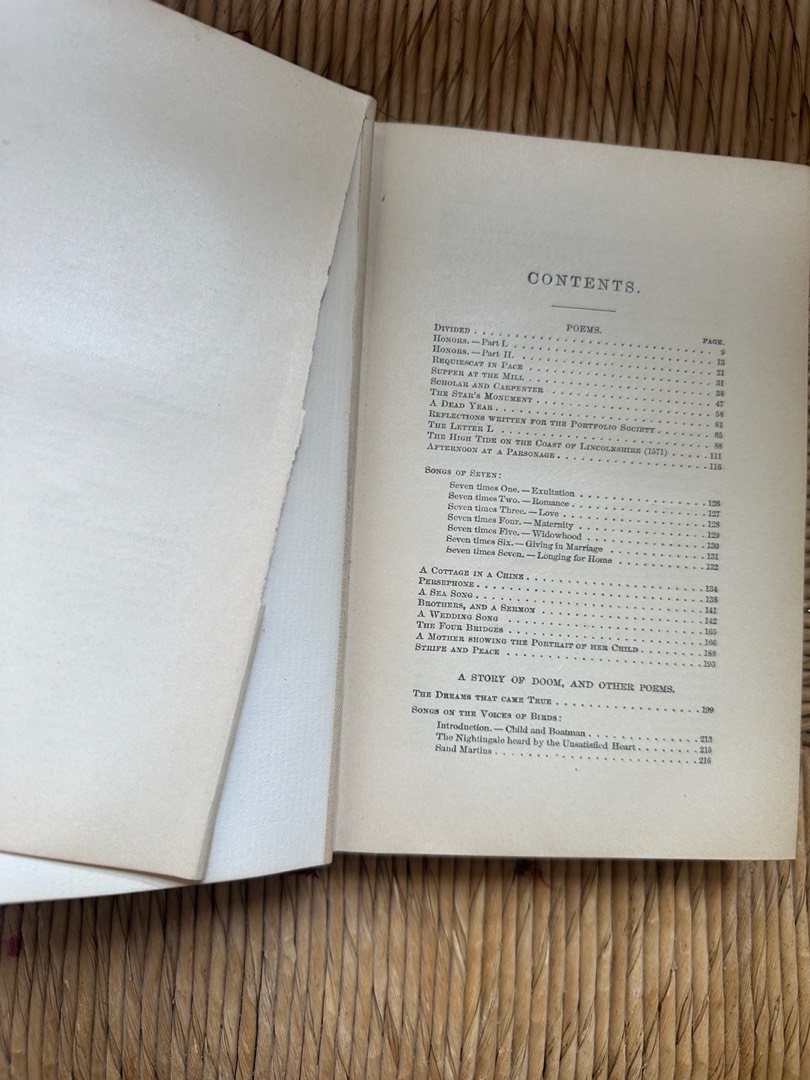 CONTENTS.
POEMS.
PAGE.
Divided . . . . . . . . . . . . . . . . . . . . 9
Honors.—Part I. . . . . . . . . . . . . . . . . . . . 13
Honors.—Part II. . . . . . . . . . . . . . . . . . . . 21
Requiescat in Pace . . . . . . . . . . . . . . . . . . . . 31
Supper at the Mill . . . . . . . . . . . . . . . . . . . . 38
Scholar and Carpenter . . . . . . . . . . . . . . . . . . . . 47
The Star's Monument . . . . . . . . . . . . . . . . . . . . 58
A Dead Year . . . . . . . . . . . . . . . . . . . . 81
Reflections written for the Portfolio Society . . . . . . . 85
The Letter L . . . . . . . . . . . . . . . . . . . . 88
The High Tide on the Coast of Lincolnshire (1571) . . . . . 111
Afternoon at a Parsonage . . . . . . . . . . . . . . . . 116
Songs of Seven:
Seven times One.—Exultation . . . . . . . . . . . . . 126
Seven times Two.—Romance . . . . . . . . . . . . . 127
Seven times Three.—Love . . . . . . . . . . . . . 128
Seven times Four.—Maternity . . . . . . . . . . . . . 129
Seven times Five.—Widowhood . . . . . . . . . . . . . 130
Seven times Six.—Giving in Marriage . . . . . . . . . . 131
Seven times Seven.—Longing for Home . . . . . . . . . . 132
A Cottage in a Chine . . . . . . . . . . . . . . . . 134
Persephone . . . . . . . . . . . . . . . . . . . . 138
A Sea Song . . . . . . . . . . . . . . . . . . . . 141
Brothers, and a Sermon . . . . . . . . . . . . . . . . 142
A Wedding Song . . . . . . . . . . . . . . . . . . . . 165
The Four Bridges . . . . . . . . . . . . . . . . . . . . 166
A Mother showing the Portrait of her Child . . . . . . . . 188
Strife and Peace . . . . . . . . . . . . . . . . . . . . 193
A STORY OF DOOM, AND OTHER POEMS.
The Dreams that came True . . . . . . . . . . . . . . . . 199
Songs on the Voices of Birds:
Introduction.—Child and Boatman . . . . . . . . . . . . 213
The Nightingale heard by the Unsatisfied Heart . . . . . . . 215
Sand Martins . . . . . . . . . . . . . . . . . . . . 216